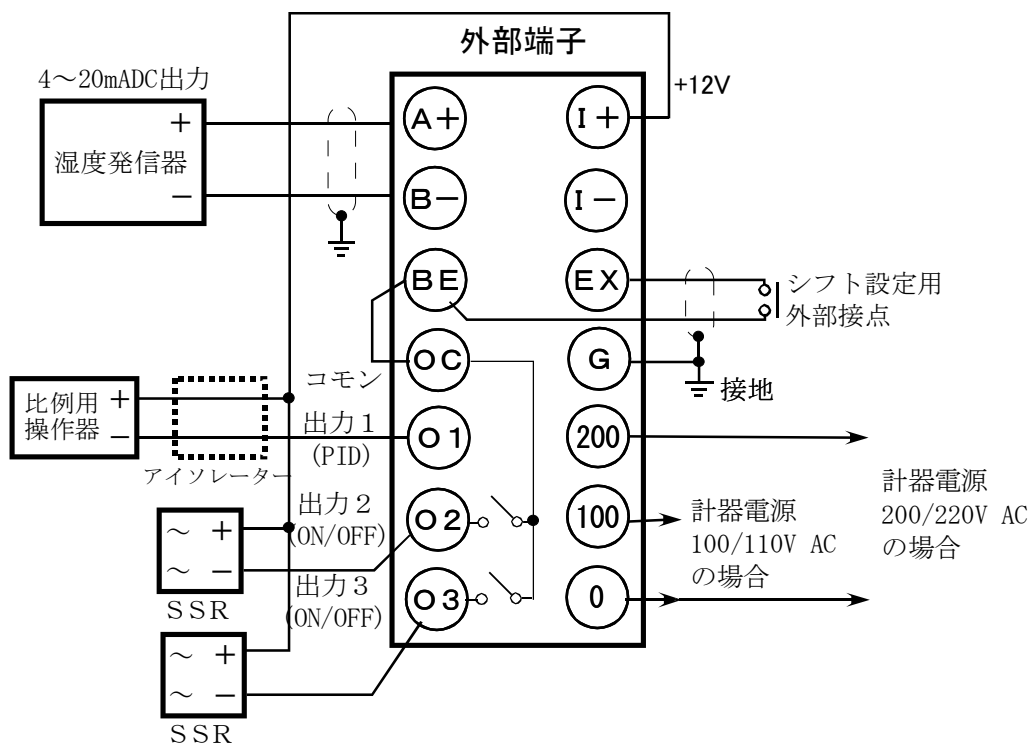 (PID)
外部端子
4～20mADC出力
+12V
＋
湿度発信器
－
A＋
I＋
B－
I－
BE
EX
シフト設定用
外部接点
OC
G
接地
コモン
比例用
操作器
＋
－
アイソレーター
出力１
(PID)
O1
200
計器電源
200/220V AC
の場合
出力２
(ON/OFF)
O2
100
計器電源
100/110V AC
の場合
～ ＋
～ －
ＳＳＲ
出力３
(ON/OFF)
O3
0
～ ＋
～ －
ＳＳＲ